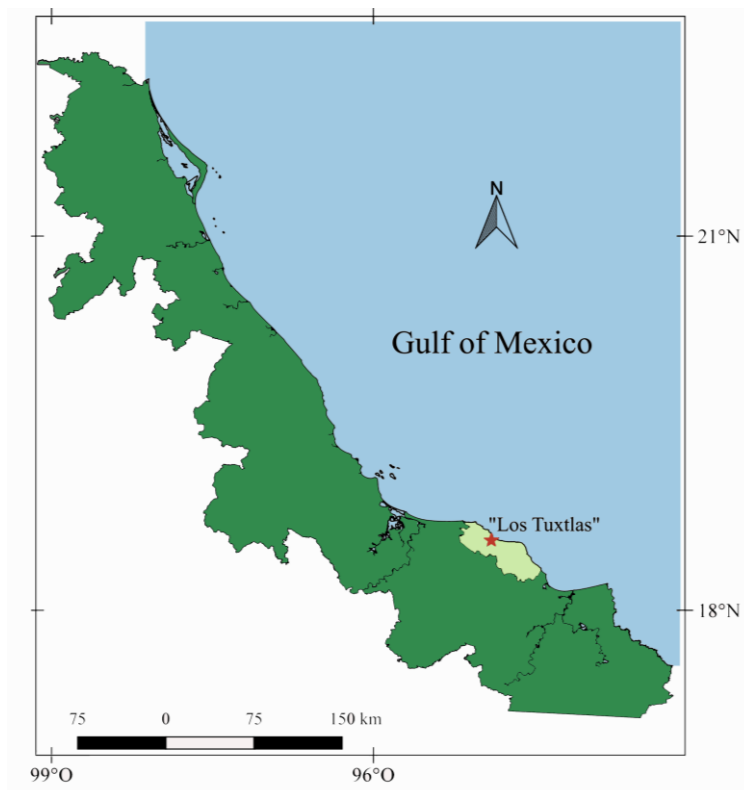 N
21°N
Gulf of Mexico
"Los Tuxtlas"
18°N
75 0 75 150 km
99°O 96°O